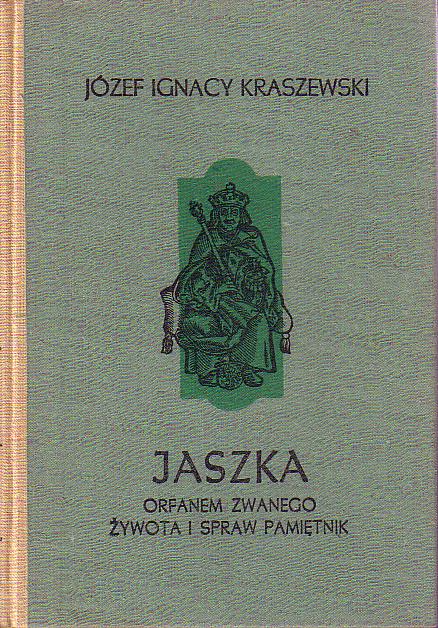 JÓZEF IGNACY KRASZEWSKI
JASZKA
ORFANEM ZWANEGO
ŻYWOTA I SPRAW PAMIĘTNIK